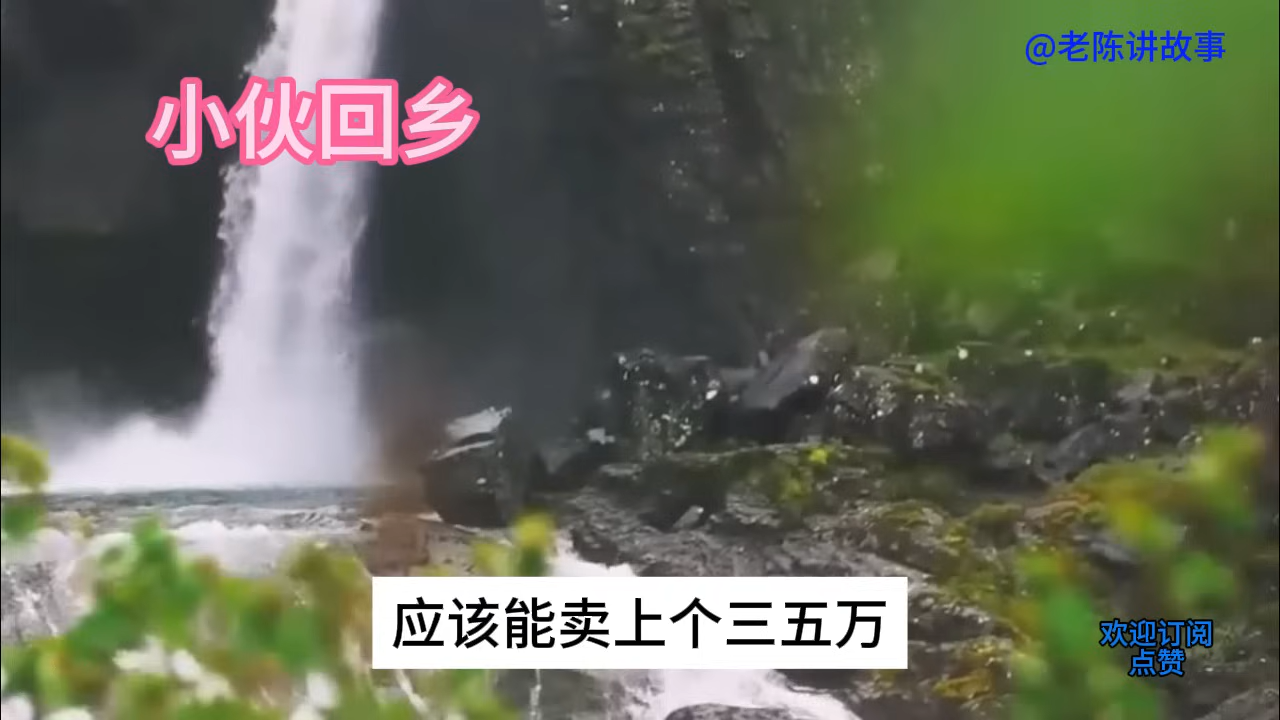 @老陈讲故事
小伙回乡
应该能卖上个三五万
欢迎订阅
点赞